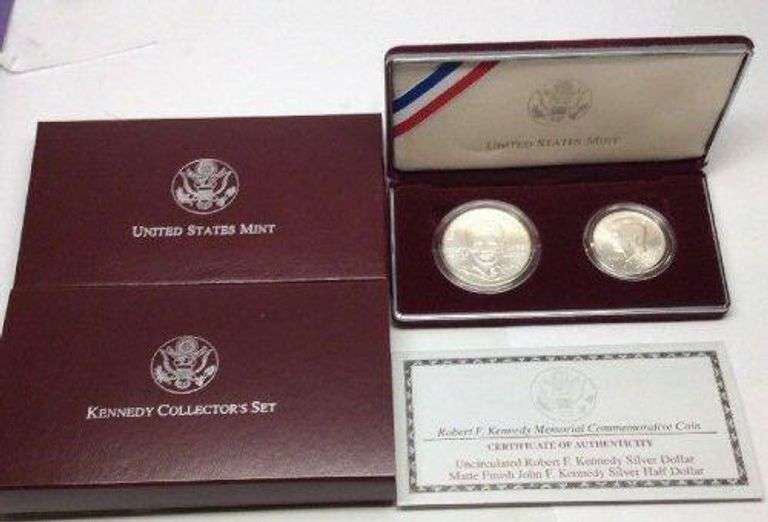 UNITED STATES MINT
UNITED STATES MINT
KENNEDY COLLECTOR'S SET
Robert F. Kennedy Memorial Commemorative Coin
CERTIFICATE OF AUTHENTICITY
Uncirculated Robert F. Kennedy Silver Dollar
Matte Finish John F. Kennedy Silver Half Dollar